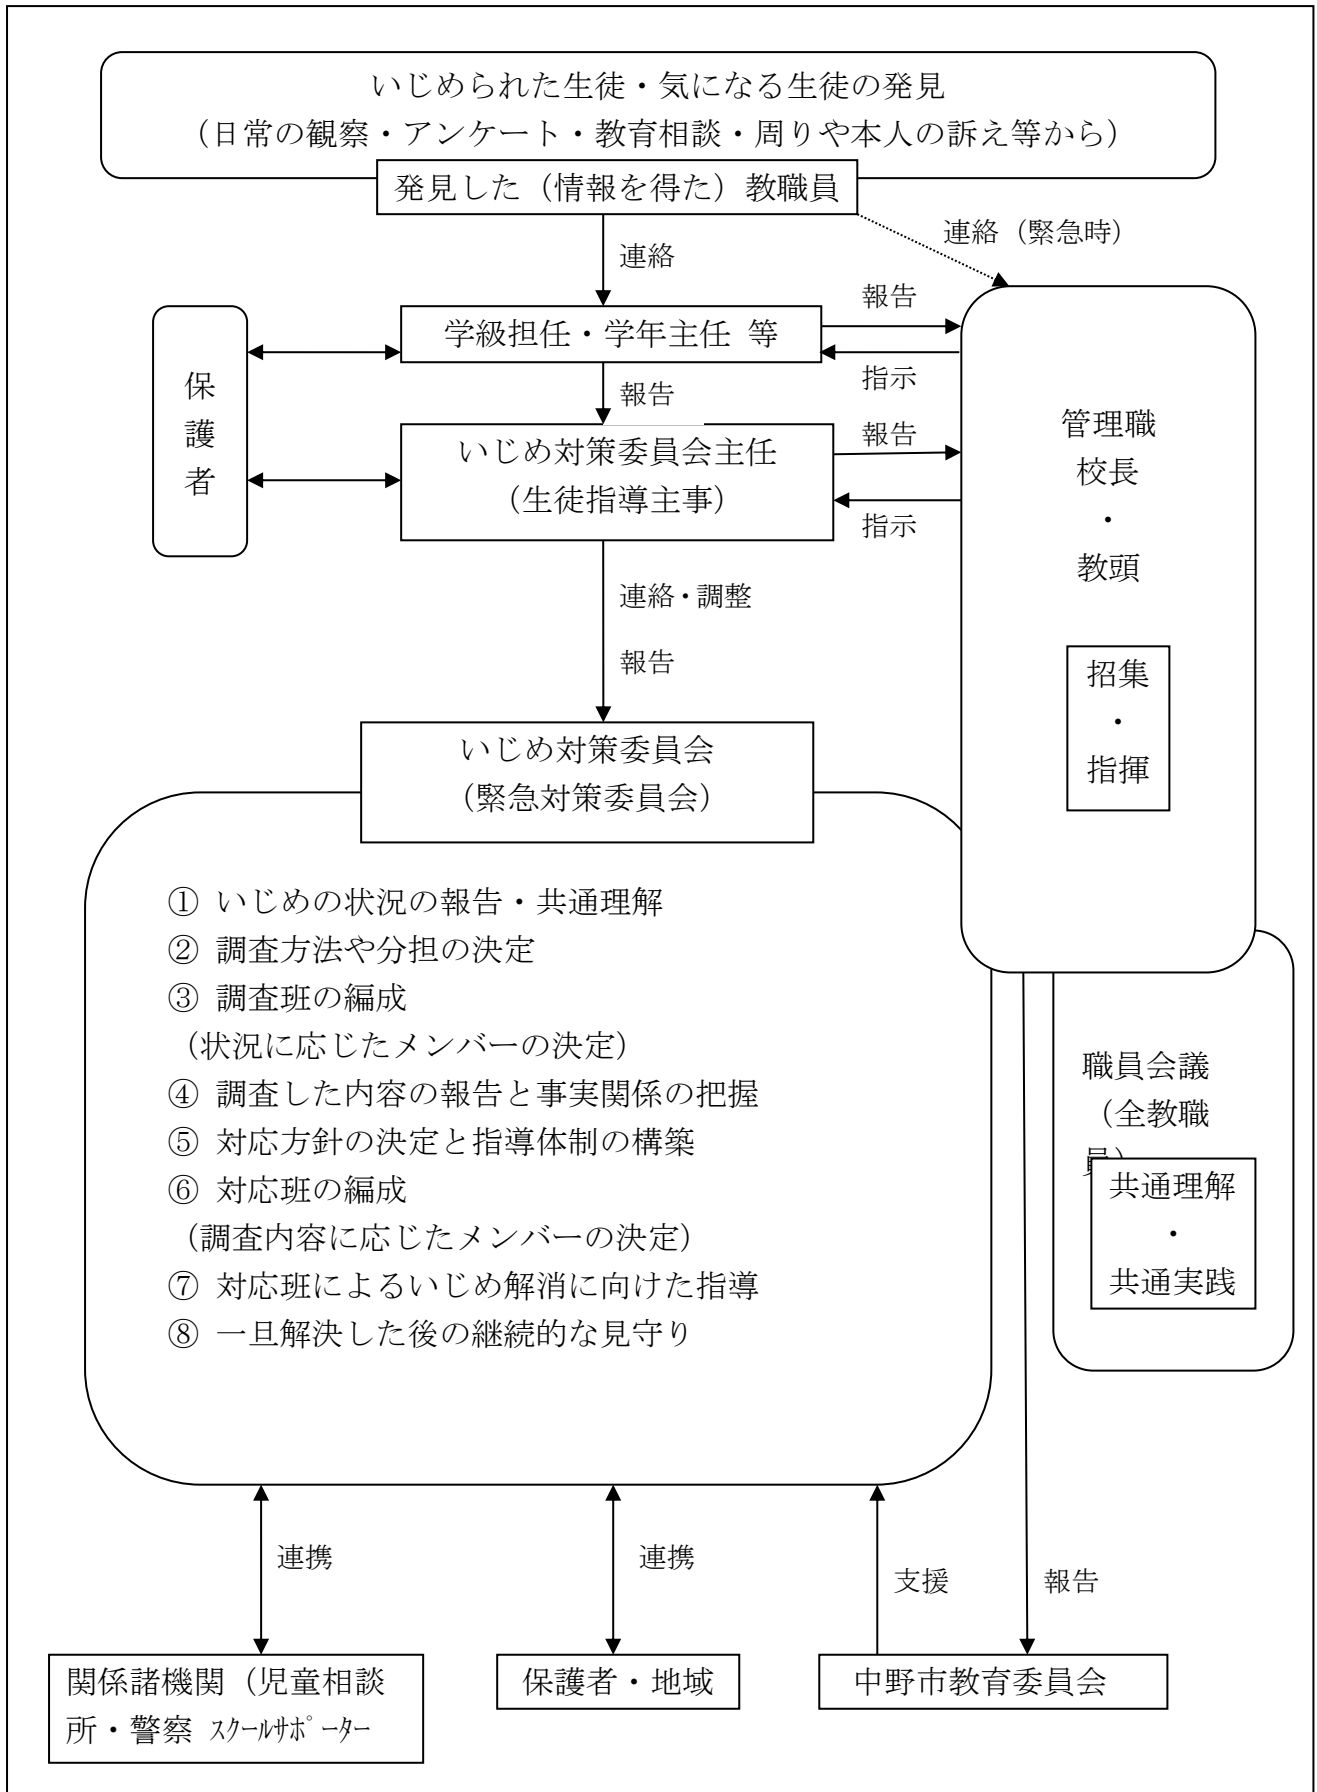 いじめられた生徒・気になる生徒の発見
（日常の観察・アンケート・教育相談・周りや本人の訴え等から）
発見した（情報を得た）教職員
連絡（緊急時）
連絡
報告
学級担任・学年主任 等
指示
報告
保
護
者
いじめ対策委員会主任
（生徒指導主事）
報告
指示
管理職
校長
・
教頭
連絡・調整
報告
招集
・
指揮
いじめ対策委員会
（緊急対策委員会）
① いじめの状況の報告・共通理解
② 調査方法や分担の決定
③ 調査班の編成
（状況に応じたメンバーの決定）
④ 調査した内容の報告と事実関係の把握
⑤ 対応方針の決定と指導体制の構築
⑥ 対応班の編成
（調査内容に応じたメンバーの決定）
⑦ 対応班によるいじめ解消に向けた指導
⑧ 一旦解決した後の継続的な見守り
職員会議
（全教職
員）
共通理解
・
共通実践
連携
連携
支援
報告
関係諸機関（児童相談
所・警察 ｽｸｰﾙｻﾎﾟｰﾀｰ
保護者・地域
中野市教育委員会